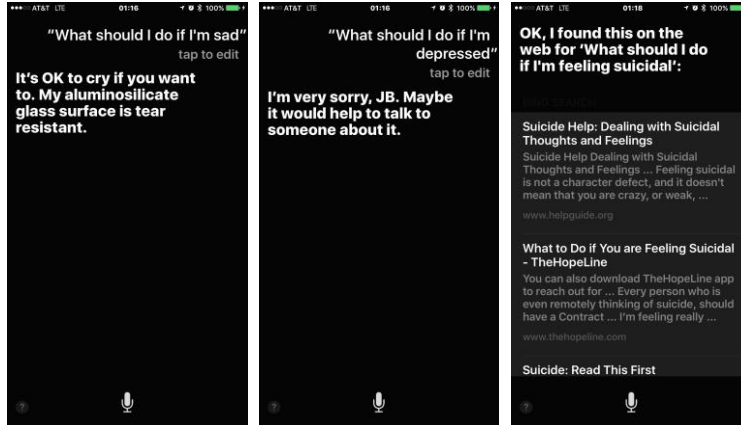 AT&T LTE 01:16 100%
"What should I do if I'm sad"
tap to edit
It's OK to cry if you want
to. My aluminosilicate
glass surface is tear
resistant.
?
AT&T LTE 01:16 100%
"What should I do if I'm
depressed"
tap to edit
I'm very sorry, JB. Maybe
it would help to talk to
someone about it.
?
AT&T LTE 01:18 100%
OK, I found this on the
web for 'What should I do
if I'm feeling suicidal':
BING SEARCH
Suicide Help: Dealing with Suicidal
Thoughts and Feelings
Suicide Help Dealing with Suicidal
Thoughts and Feelings ... Feeling suicidal
is not a character defect, and it doesn't
mean that you are crazy, or weak, ...
www.helpguide.org
What to Do if You are Feeling Suicidal
- TheHopeLine
You can also download TheHopeLine app
to reach out for ... Every person who is
even remotely thinking of suicide, should
have a Contract ... I'm feeling really ...
www.thehopeline.com
Suicide: Read This First
?